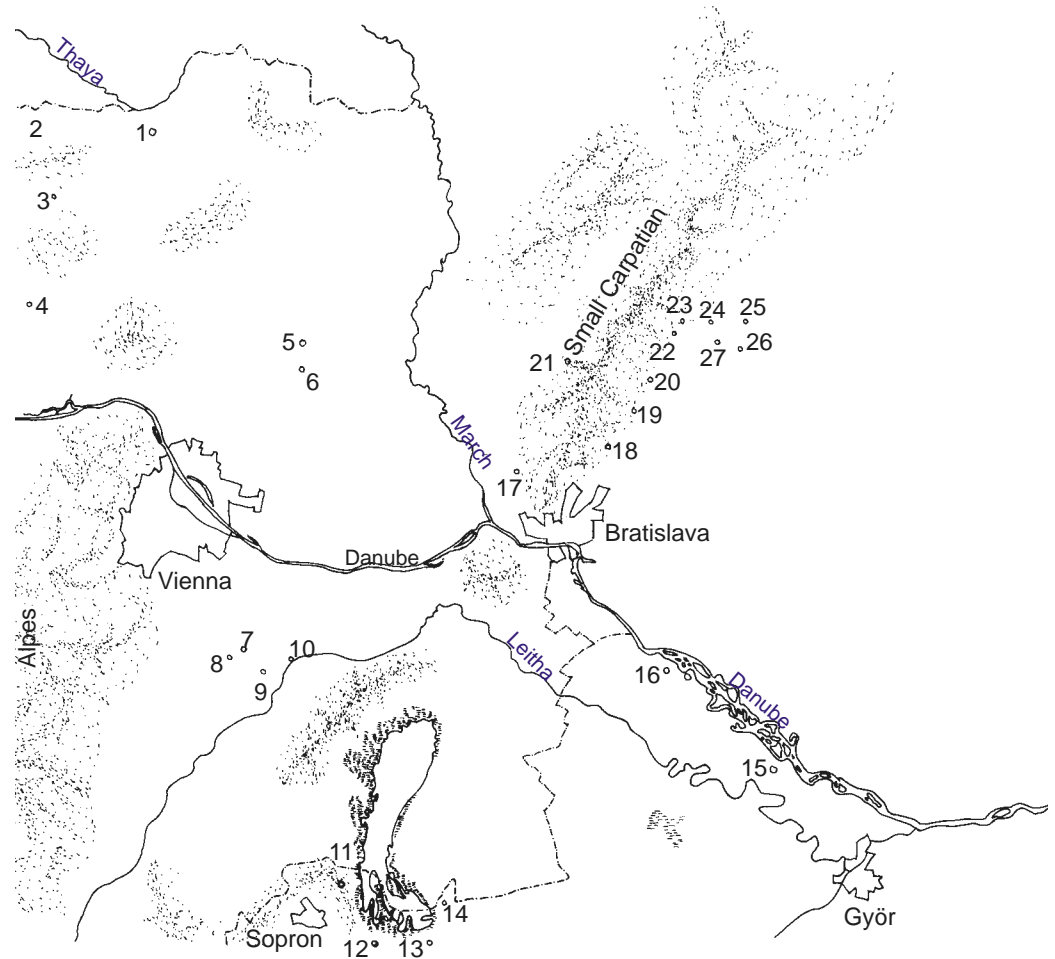 Thaya
2
1
3
4
Small Carpatian
23
24
25
5
22
27
26
21
6
20
19
March
18
17
Bratislava
Danube
Vienna
Alpes
7
10
Leitha
8
16
9
Danube
15
11
14
Györ
Sopron
12
13